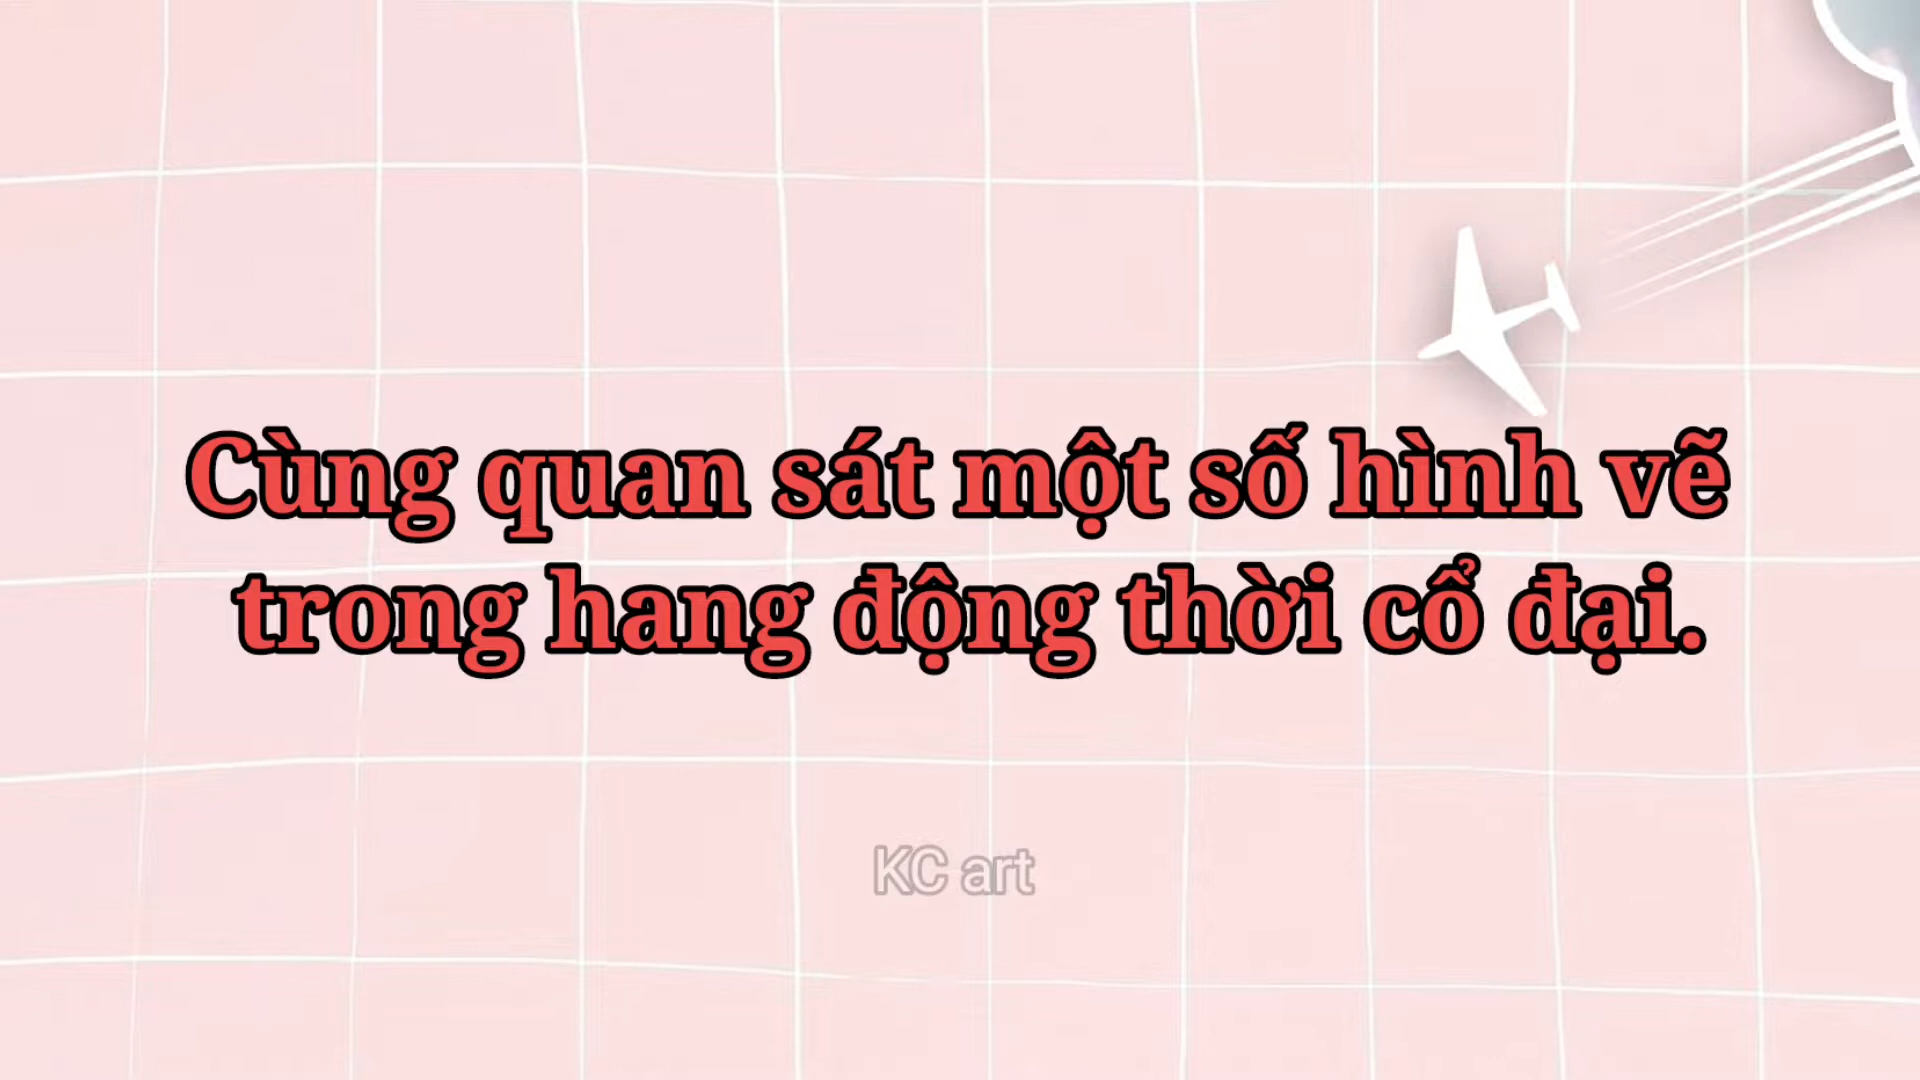 Cùng quan sát một số hình vẽ
trong hang động thời cổ đại.
KC art